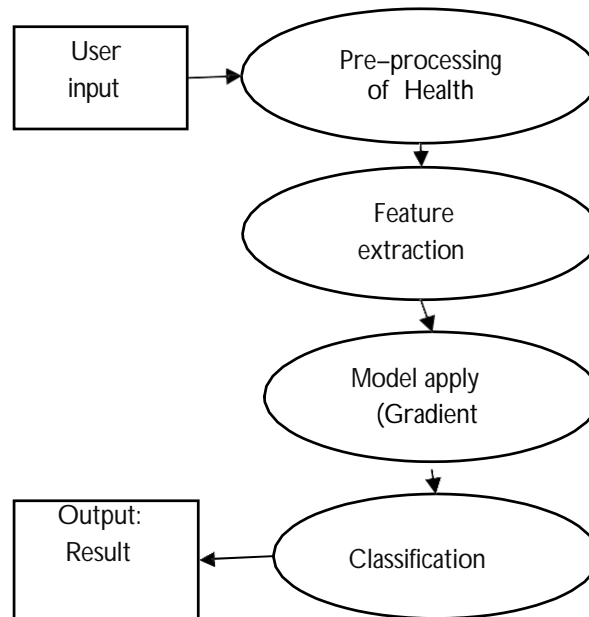 User
input
Pre–processing
of Health
Feature
extraction
Model apply
(Gradient
Output:
Result
Classification